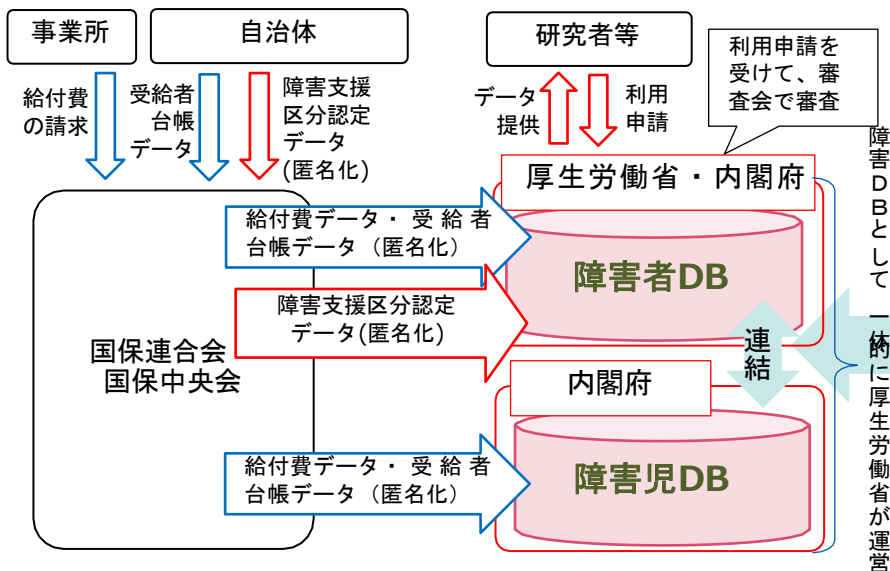 事業所
自治体
研究者等
利用申請を
受けて、審
査会で審査
給付費
の請求
受給者
台帳
データ
障害支援
区分認定
データ
(匿名化)
データ
提供
利用
申請
厚生労働省・内閣府
給付費データ・ 受給者
台帳データ（匿名化）
障害者DB
障害支援区分認定
データ(匿名化)
国保連合会
国保中央会
連結
内閣府
給付費データ・ 受給者
台帳データ（匿名化）
障害児DB
障害ＤＢとして 一体的に厚生労働省が運営